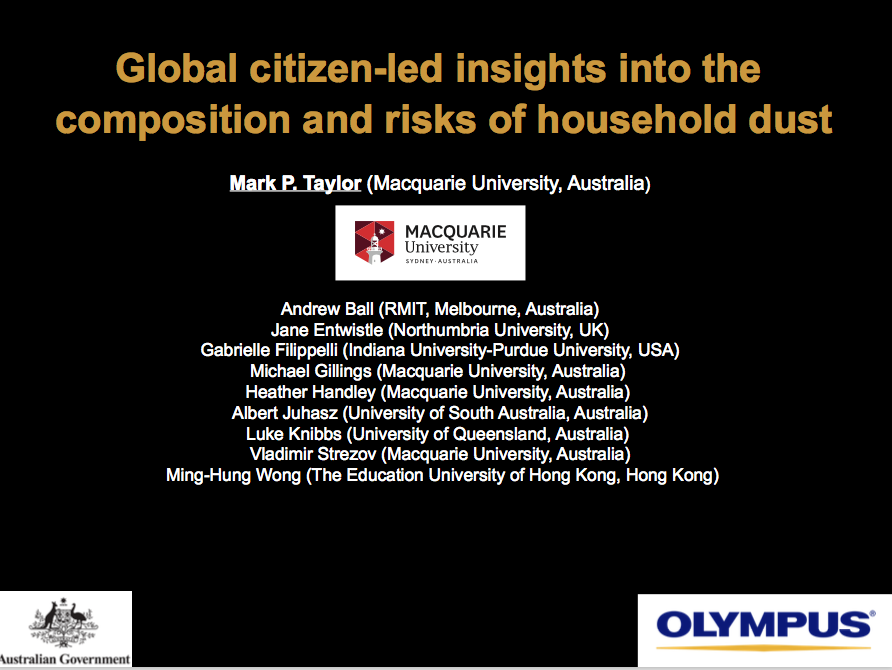 Global citizen-led insights into the
composition and risks of household dust
Mark P. Taylor (Macquarie University, Australia)
MACQUARIE
University
SYDNEY·AUSTRALIA
Andrew Ball (RMIT, Melbourne, Australia)
Jane Entwistle (Northumbria University, UK)
Gabrielle Filippelli (Indiana University-Purdue University, USA)
Michael Gillings (Macquarie University, Australia)
Heather Handley (Macquarie University, Australia)
Albert Juhasz (University of South Australia, Australia)
Luke Knibbs (University of Queensland, Australia)
Vladimir Strezov (Macquarie University, Australia)
Ming-Hung Wong (The Education University of Hong Kong, Hong Kong)
Australian Government
OLYMPUS®